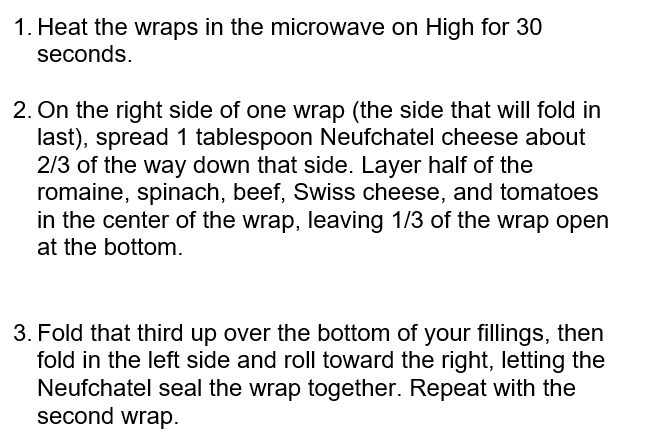 1. Heat the wraps in the microwave on High for 30
seconds.
2. On the right side of one wrap (the side that will fold in
last), spread 1 tablespoon Neufchatel cheese about
2/3 of the way down that side. Layer half of the
romaine, spinach, beef, Swiss cheese, and tomatoes
in the center of the wrap, leaving 1/3 of the wrap open
at the bottom.
3. Fold that third up over the bottom of your fillings, then
fold in the left side and roll toward the right, letting the
Neufchatel seal the wrap together. Repeat with the
second wrap.